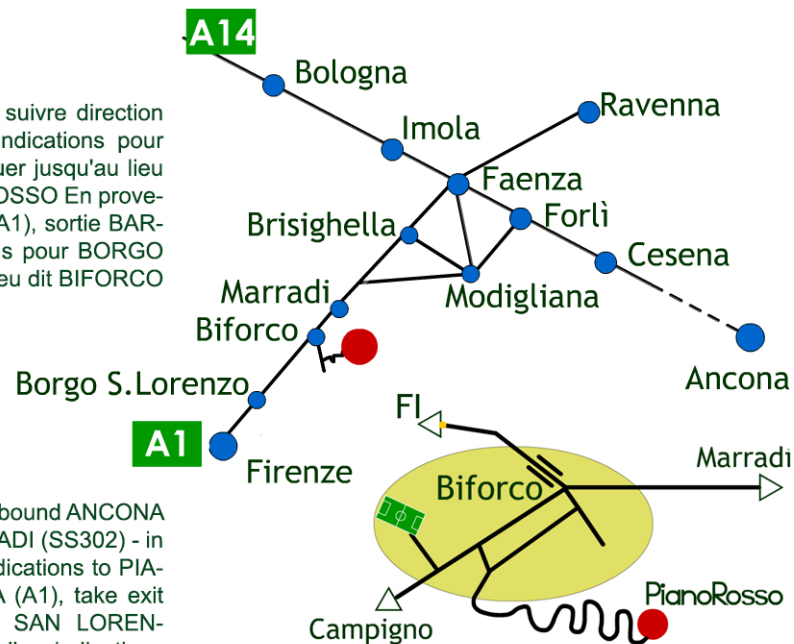 A14
Bologna
suivre direction
ndications pour
Ravenna
Imola
uer jusqu'au lieu
OSSO En prove-
Faenza
A1), sortie BAR-
Brisighella
Forlì
s pour BORGO
Cesena
eu dit BIFORCO
Marradi
Modigliana
Biforco
Borgo S.Lorenzo
Ancona
A1
Firenze
FI
Marradi
Biforco
bound ANCONA
ADI (SS302) - in
dications to PIA-
A (A1), take exit
SAN LOREN-
PianoRosso
Campigno